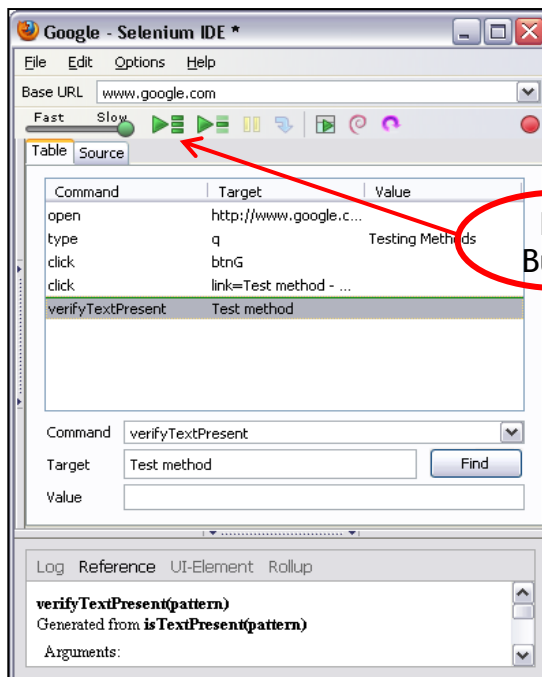 Google - Selenium IDE *
File Edit Options Help
Base URL www.google.com
Fast Slow
Table Source
Command Target Value
open http://www.google.c...
type q Testing Methods
click btnG
click link=Test method - ...
verifyTextPresent Test method
Command verifyTextPresent
Target Test method Find
Value
Log Reference UI-Element Rollup
verifyTextPresent(pattern)
Generated from isTextPresent(pattern)
Arguments: